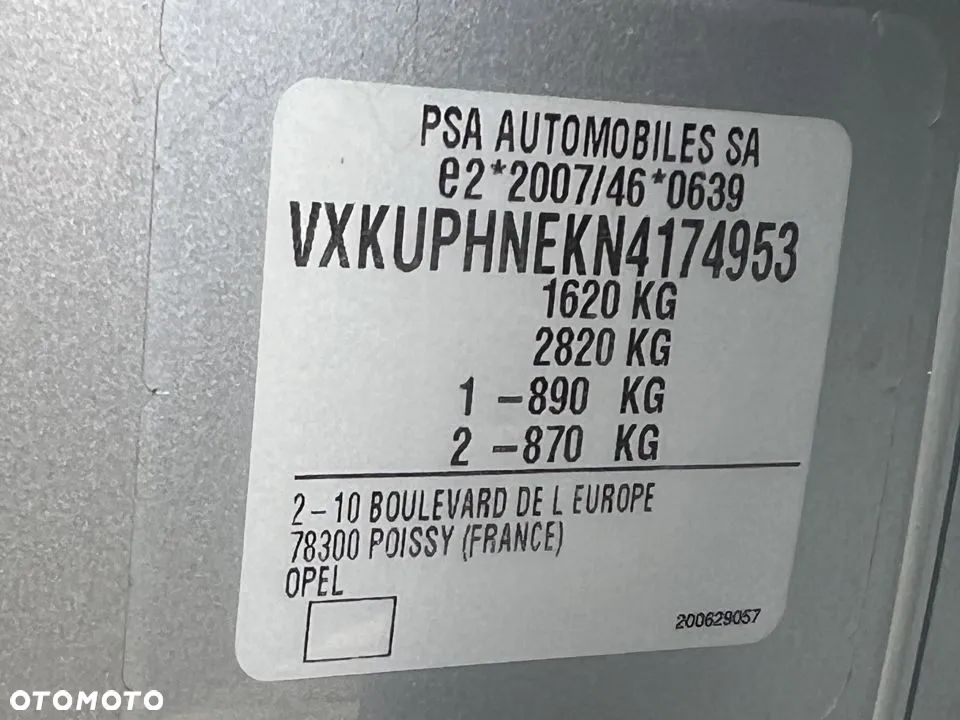 PSA AUTOMOBILES SA
e2*2007/46*0639
VXKUPHNEKN4174953
1620 KG
2820 KG
1 -890 KG
2 -870 KG
2-10 BOULEVARD DE L EUROPE
78300 POISSY (FRANCE)
OPEL
200629057
OTOMOTO